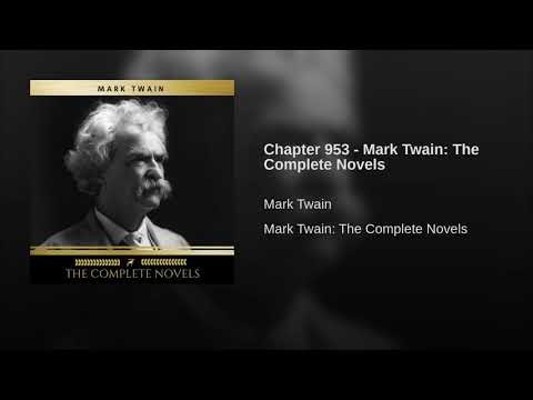 MARK TWAIN
THE COMPLETE NOVELS
Chapter 953 - Mark Twain: The
Complete Novels
Mark Twain
Mark Twain: The Complete Novels